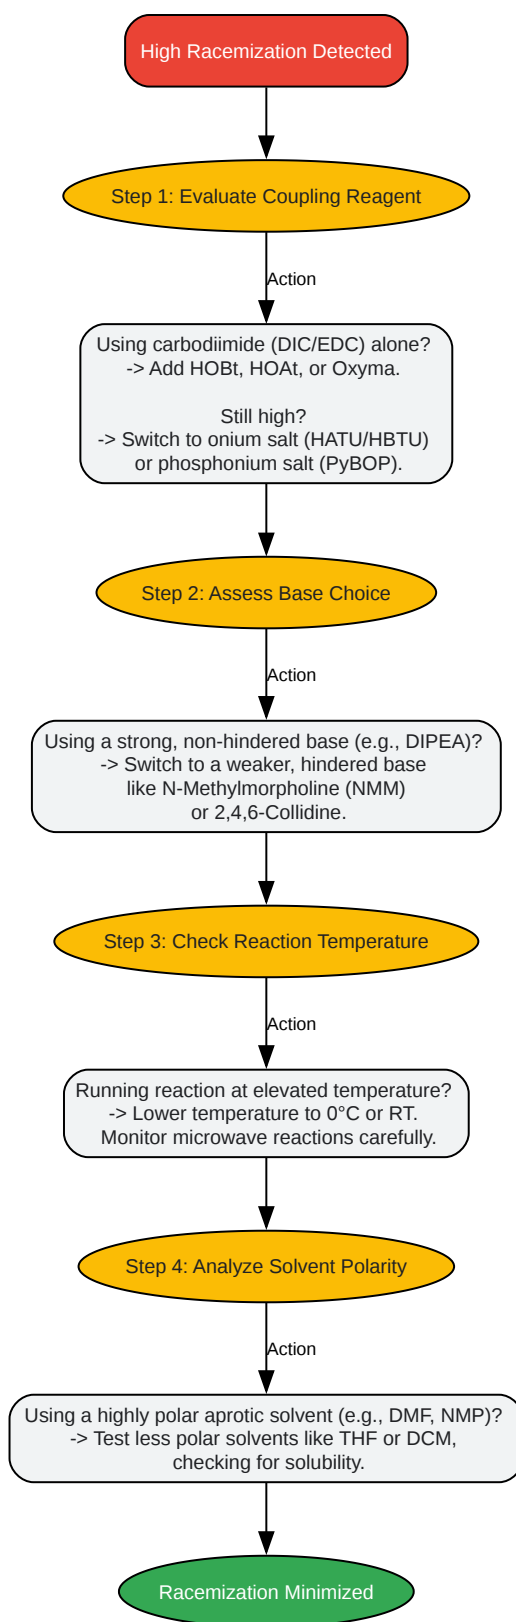 High Racemization Detected
Step 1: Evaluate Coupling Reagent
Action
Using carbodiimide (DIC/EDC) alone?
-> Add HOBt, HOAt, or Oxyma.
Still high?
-> Switch to onium salt (HATU/HBTU)
or phosphonium salt (PyBOP).
Step 2: Assess Base Choice
Action
Using a strong, non-hindered base (e.g., DIPEA)?
-> Switch to a weaker, hindered base
like N-Methylmorpholine (NMM)
or 2,4,6-Collidine.
Step 3: Check Reaction Temperature
Action
Running reaction at elevated temperature?
-> Lower temperature to 0°C or RT.
Monitor microwave reactions carefully.
Step 4: Analyze Solvent Polarity
Action
Using a highly polar aprotic solvent (e.g., DMF, NMP)?
-> Test less polar solvents like THF or DCM,
checking for solubility.
Racemization Minimized